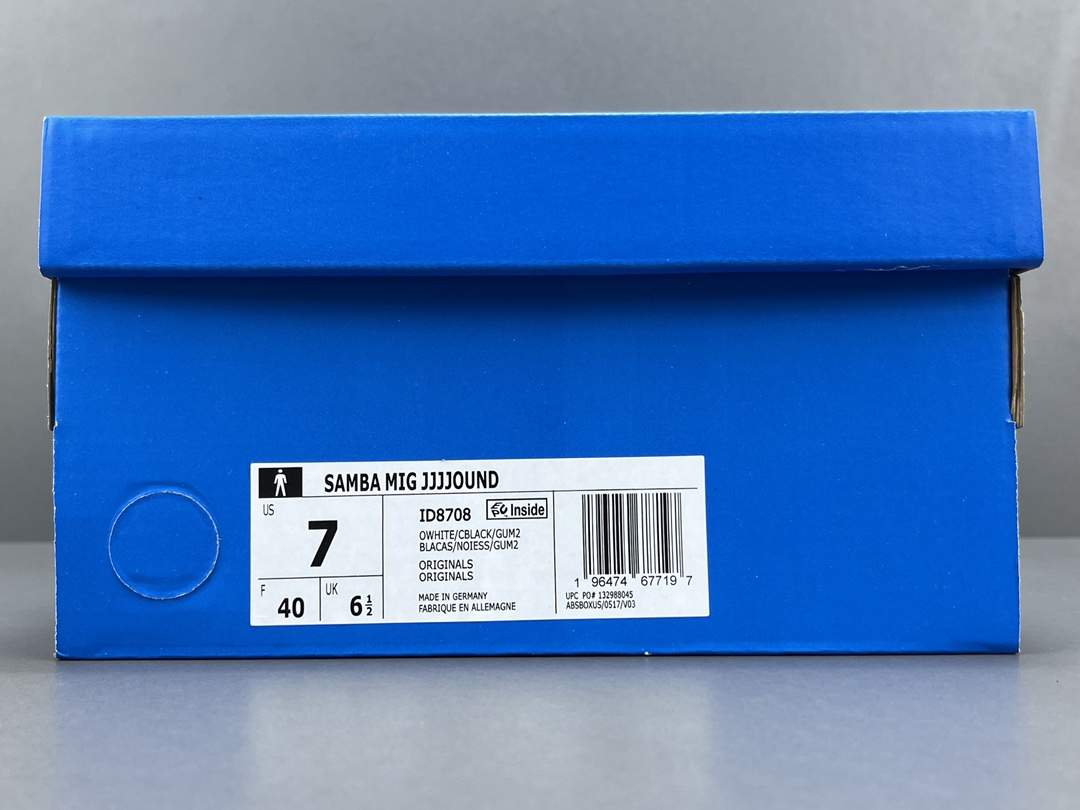 SAMBA MIG JJJJOUND
US
7
F
40
UK
6½
ID8708
Inside
OWHITE/CBLACK/GUM2
BLACAS/NOIESS/GUM2
ORIGINALS
ORIGINALS
MADE IN GERMANY
FABRIQUE EN ALLEMAGNE
1 96474 67719 7
UPC PO# 132988045
ABSBOXUS/0517/V03